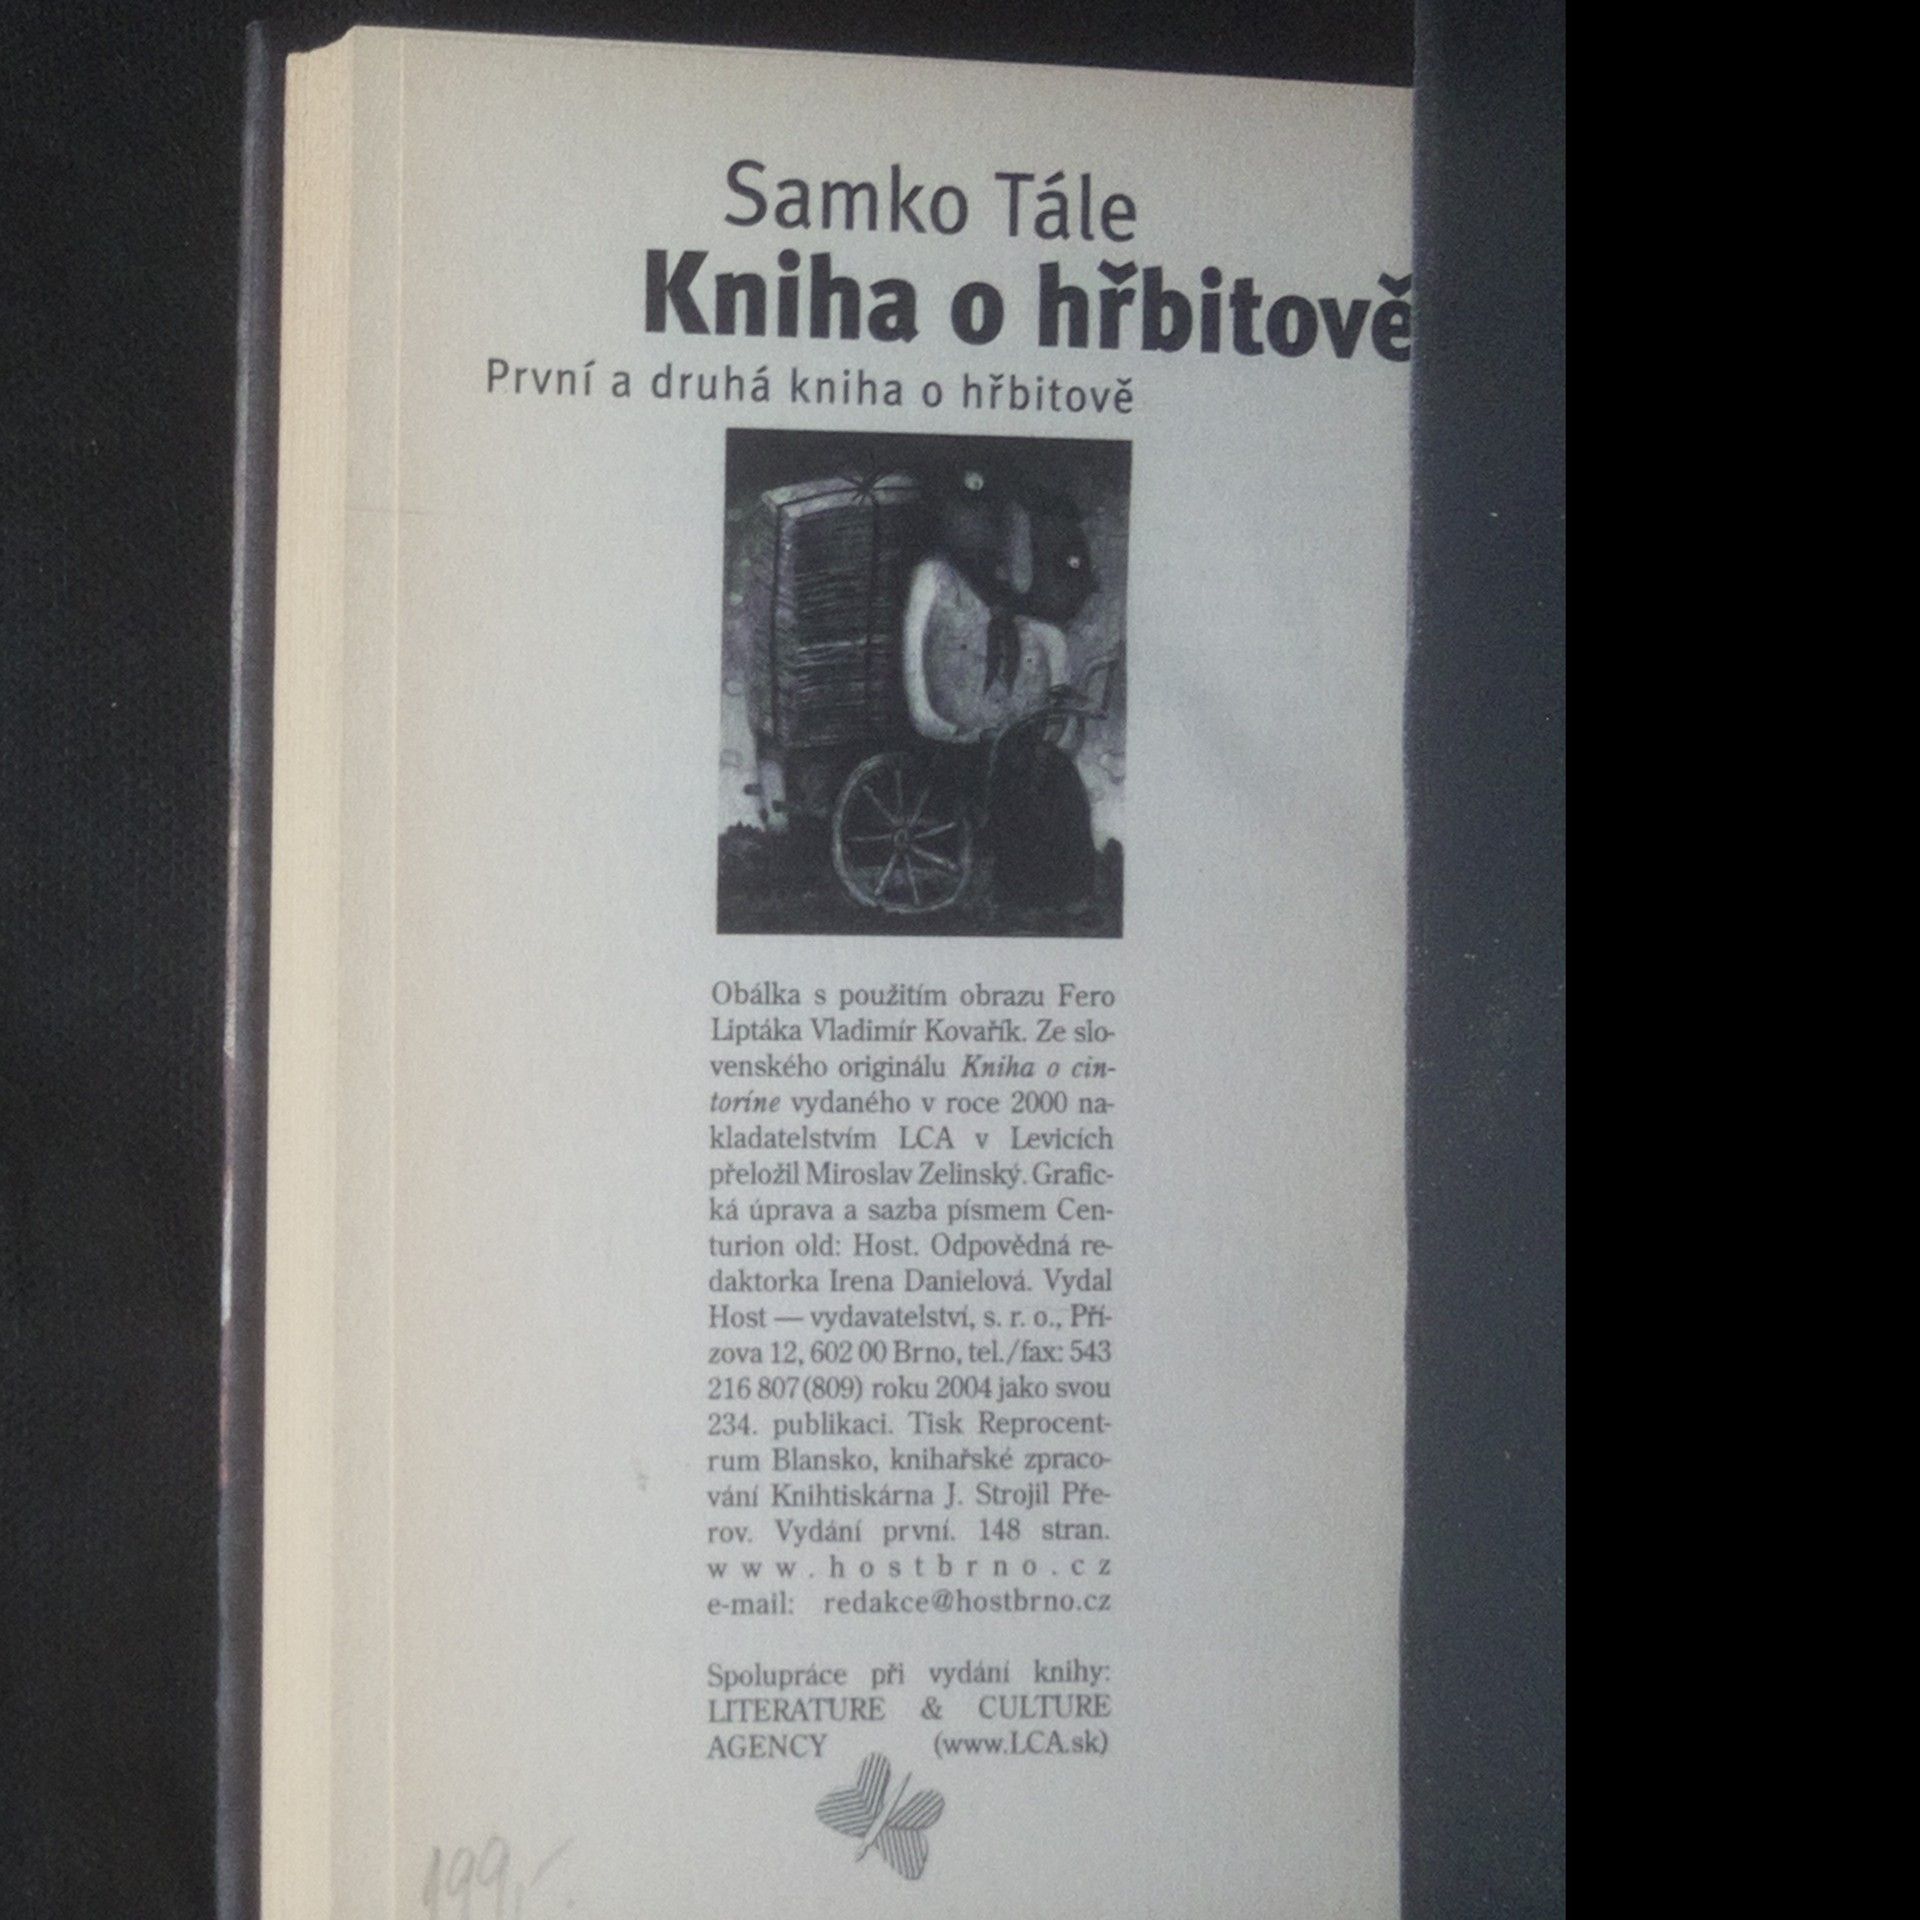 Samko Tále
Kniha o hřbitově
První a druhá kniha o hřbitově
Obálka s použitím obrazu Fero
Liptáka Vladimír Kovařík. Ze slo-
venského originálu Kniha o cin-
toríne vydaného v roce 2000 na-
kladatelstvím LCA v Levicích
přeložil Miroslav Zelinský. Grafic-
ká úprava a sazba písmem Cen-
turion old: Host. Odpovědná re-
daktorka Irena Danielová. Vydal
Host — vydavatelství, s. r. o., Pří-
zova 12, 602 00 Brno, tel./fax: 543
216 807(809) roku 2004 jako svou
234. publikaci. Tisk Reprocent-
rum Blansko, knihařské zpraco-
vání Knihtiskárna J. Strojil Pře-
rov. Vydání první. 148 stran.
w w w . h o s t b r n o . c z
e-mail: redakce@hostbrno.cz
Spolupráce při vydání knihy:
LITERATURE & CULTURE
AGENCY (www.LCA.sk)
199,-